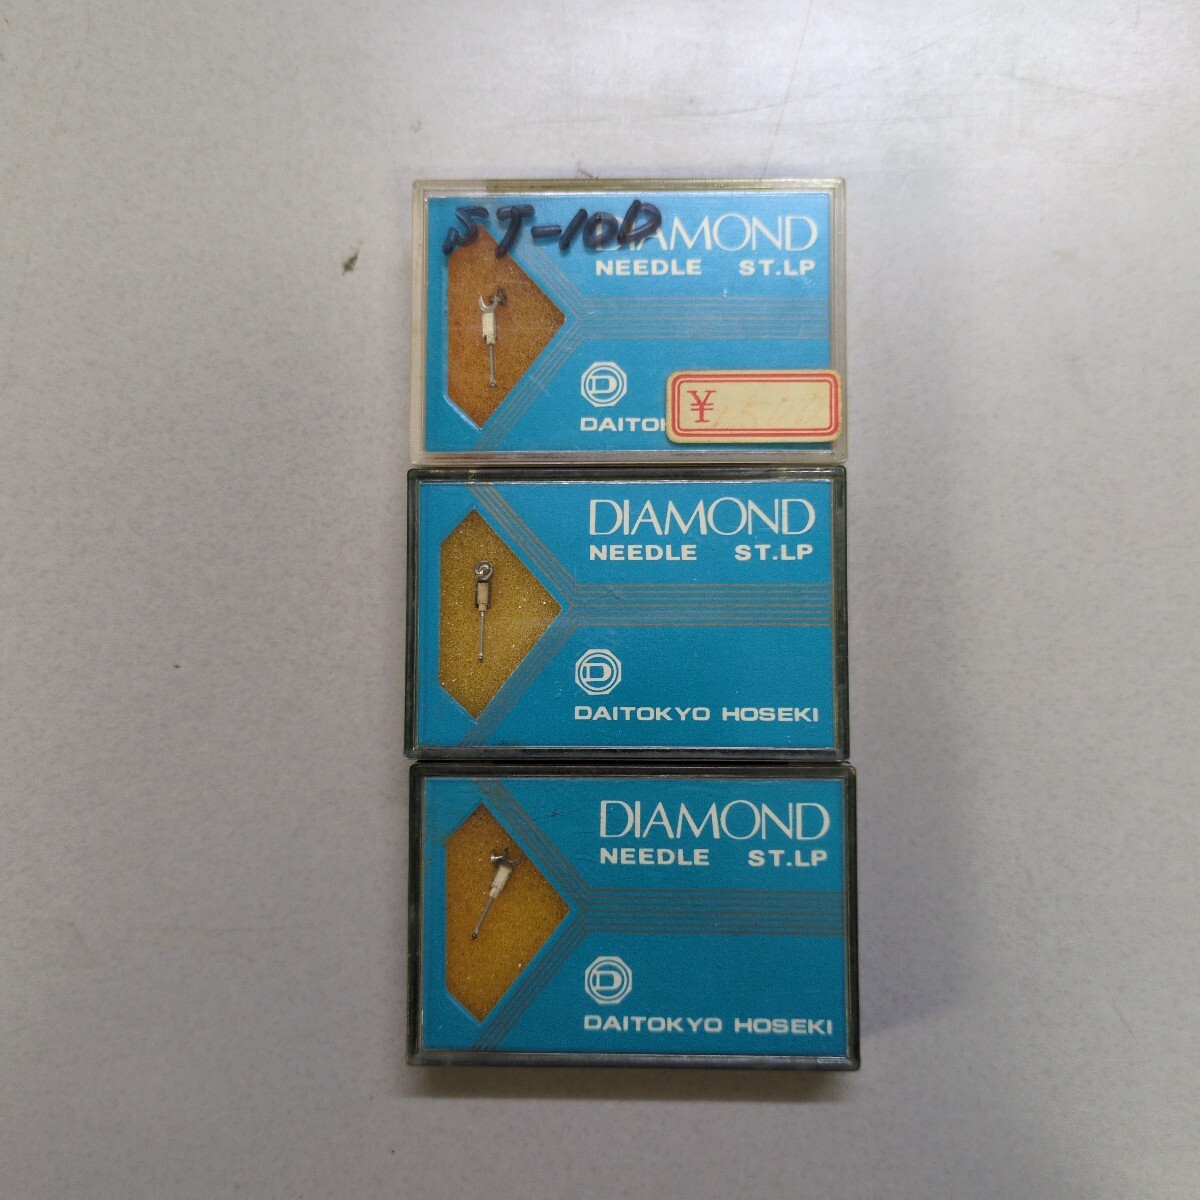 ST-10D
DIAMOND
NEEDLE ST.LP
D
DAITOK
¥
DIAMOND
NEEDLE ST.LP
D
DAITOKYO HOSEKI
DIAMOND
NEEDLE ST.LP
D
DAITOKYO HOSEKI